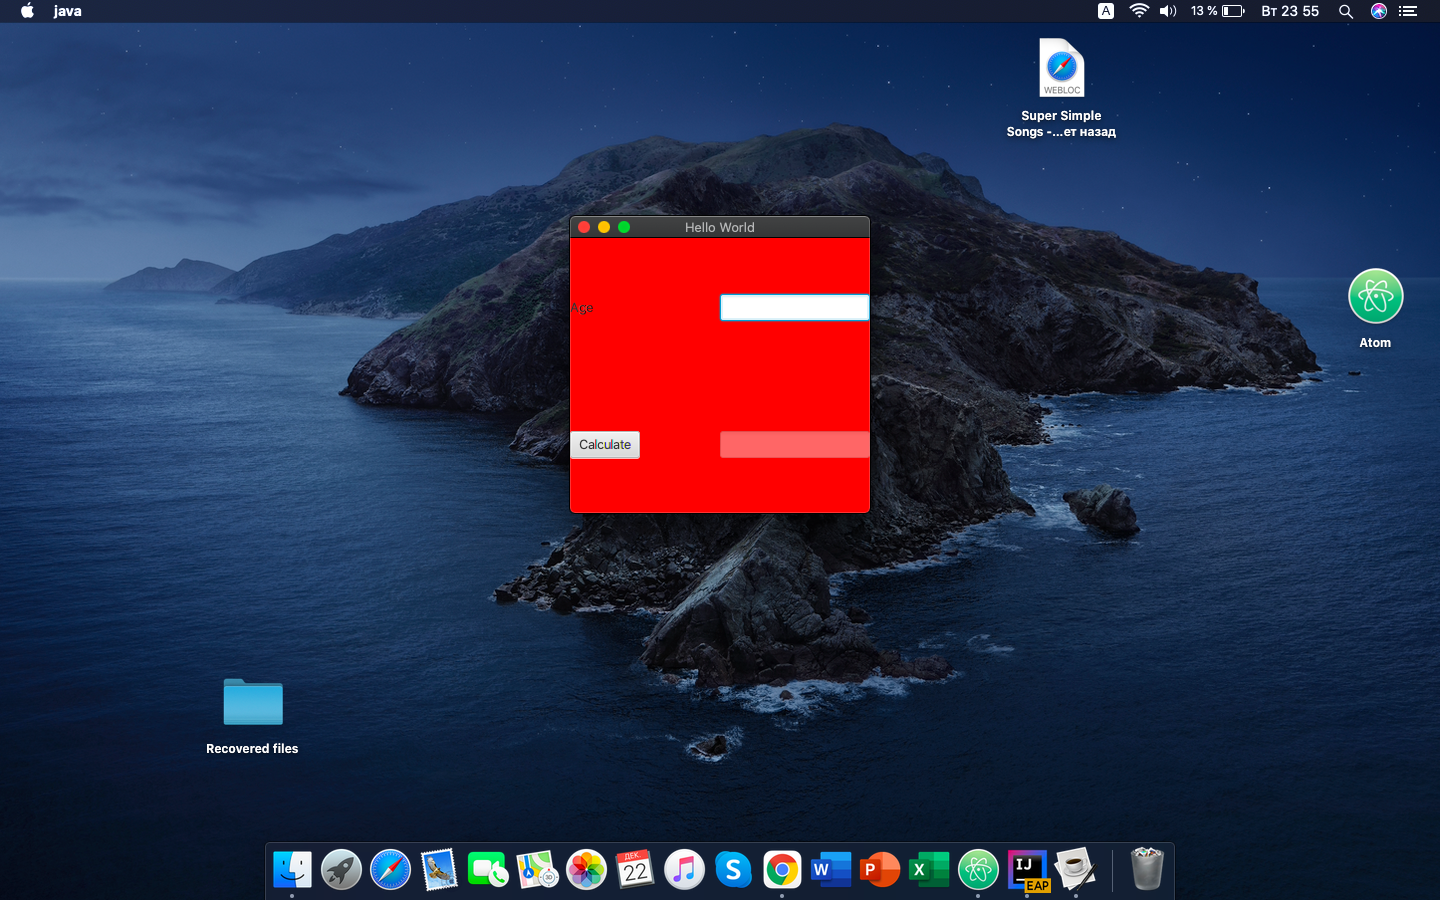 java
A
13 %
Вт 23 55
WEBLOC
Super Simple
Songs -...ет назад
Hello World
Age
Calculate
Atom
Recovered files
ДЕК.
22
W
P
X
IJ
EAP